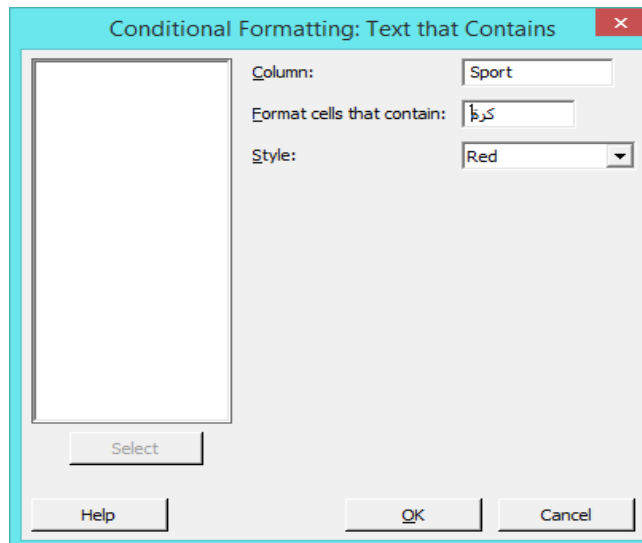 Conditional Formatting: Text that Contains
Column: Sport
Format cells that contain: كرة
Style: Red
Select
Help OK Cancel